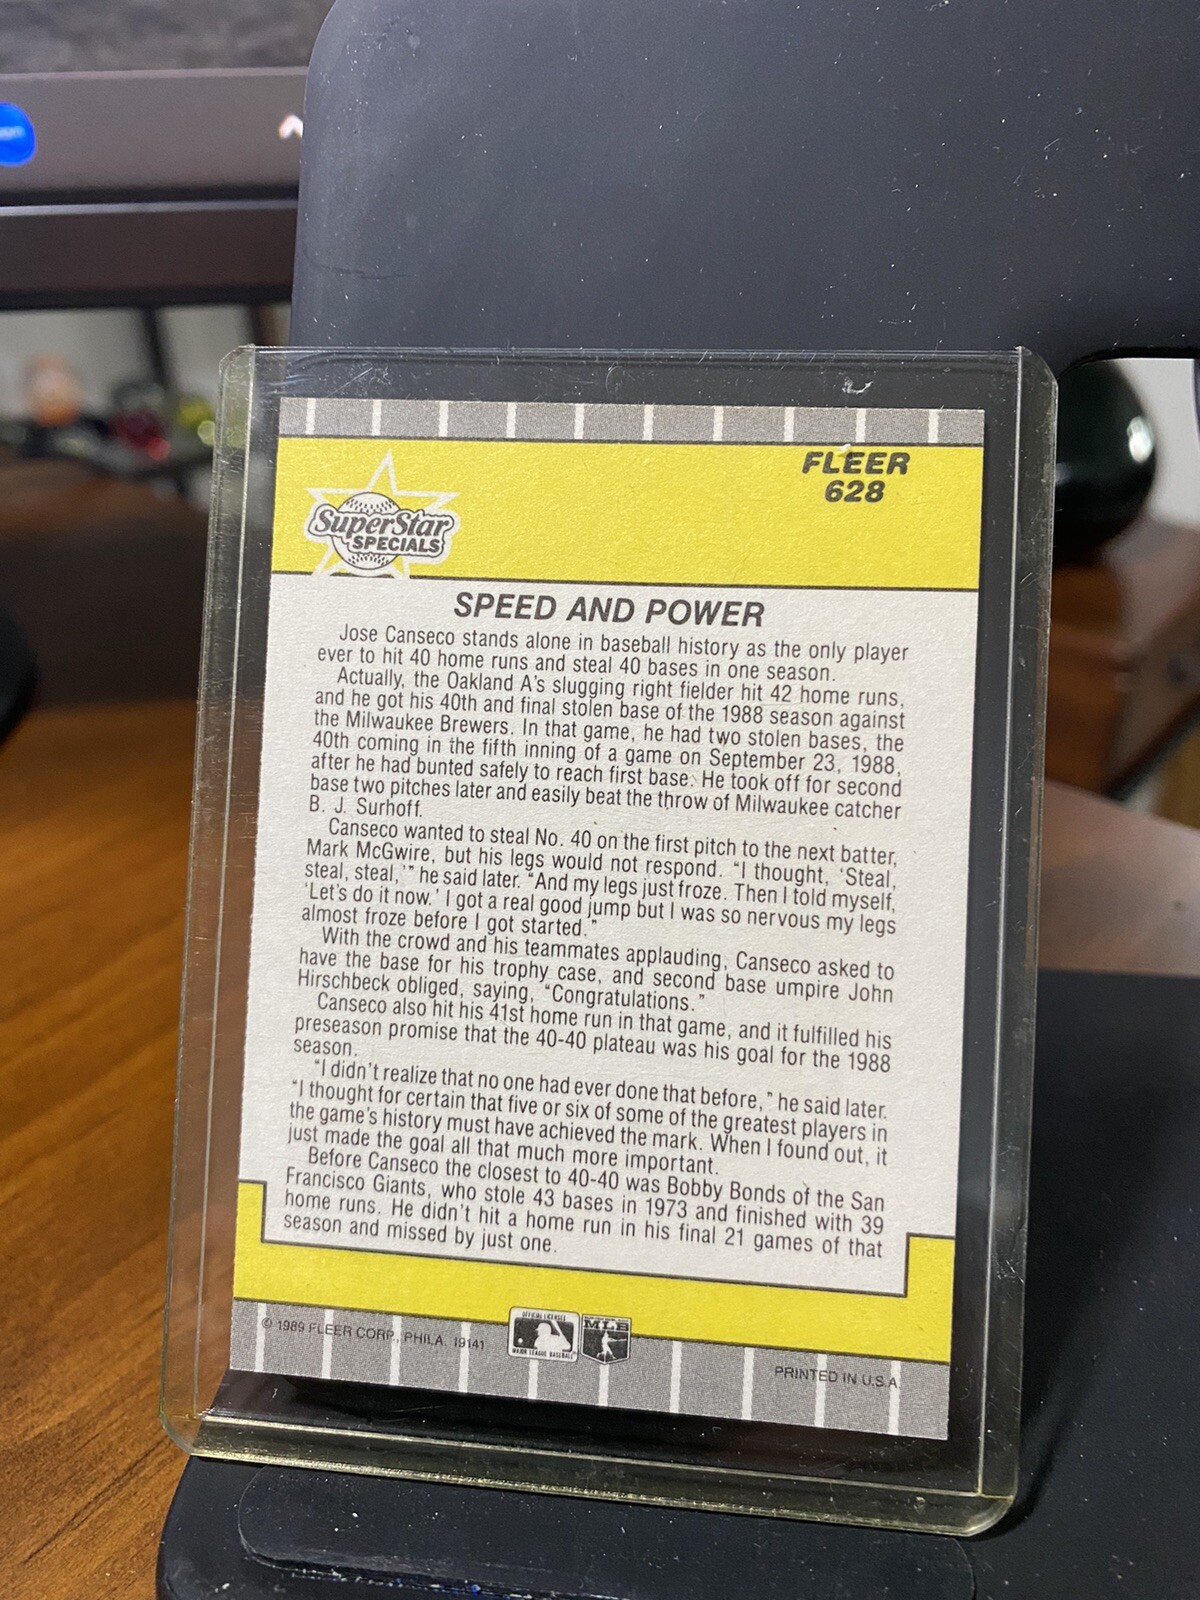 FLEER
628
SuperStar
SPECIALS
SPEED AND POWER
Jose Canseco stands alone in baseball history as the only player
ever to hit 40 home runs and steal 40 bases in one season.
Actually, the Oakland A's slugging right fielder hit 42 home runs,
and he got his 40th and final stolen base of the 1988 season against
the Milwaukee Brewers. In that game, he had two stolen bases, the
40th coming in the fifth inning of a game on September 23, 1988,
after he had bunted safely to reach first base. He took off for second
base two pitches later and easily beat the throw of Milwaukee catcher
B. J. Surhoff.
Canseco wanted to steal No. 40 on the first pitch to the next batter,
Mark McGwire, but his legs would not respond. "I thought, 'Steal,
steal, steal,'" he said later. "And my legs just froze. Then I told myself,
'Let's do it now.' I got a real good jump but I was so nervous my legs
almost froze before I got started."
With the crowd and his teammates applauding, Canseco asked to
have the base for his trophy case, and second base umpire John
Hirschbeck obliged, saying, "Congratulations."
Canseco also hit his 41st home run in that game, and it fulfilled his
preseason promise that the 40-40 plateau was his goal for the 1988
season.
"I didn't realize that no one had ever done that before," he said later.
"I thought for certain that five or six of some of the greatest players in
the game's history must have achieved the mark. When I found out, it
just made the goal all that much more important.
Before Canseco the closest to 40-40 was Bobby Bonds of the San
Francisco Giants, who stole 43 bases in 1973 and finished with 39
home runs. He didn't hit a home run in his final 21 games of that
season and missed by just one.
© 1989 FLEER CORP., PHILA. 19141
OFFICIAL LICENSEE
MAJOR LEAGUE BASEBALL
MLB
PRINTED IN U.S.A.